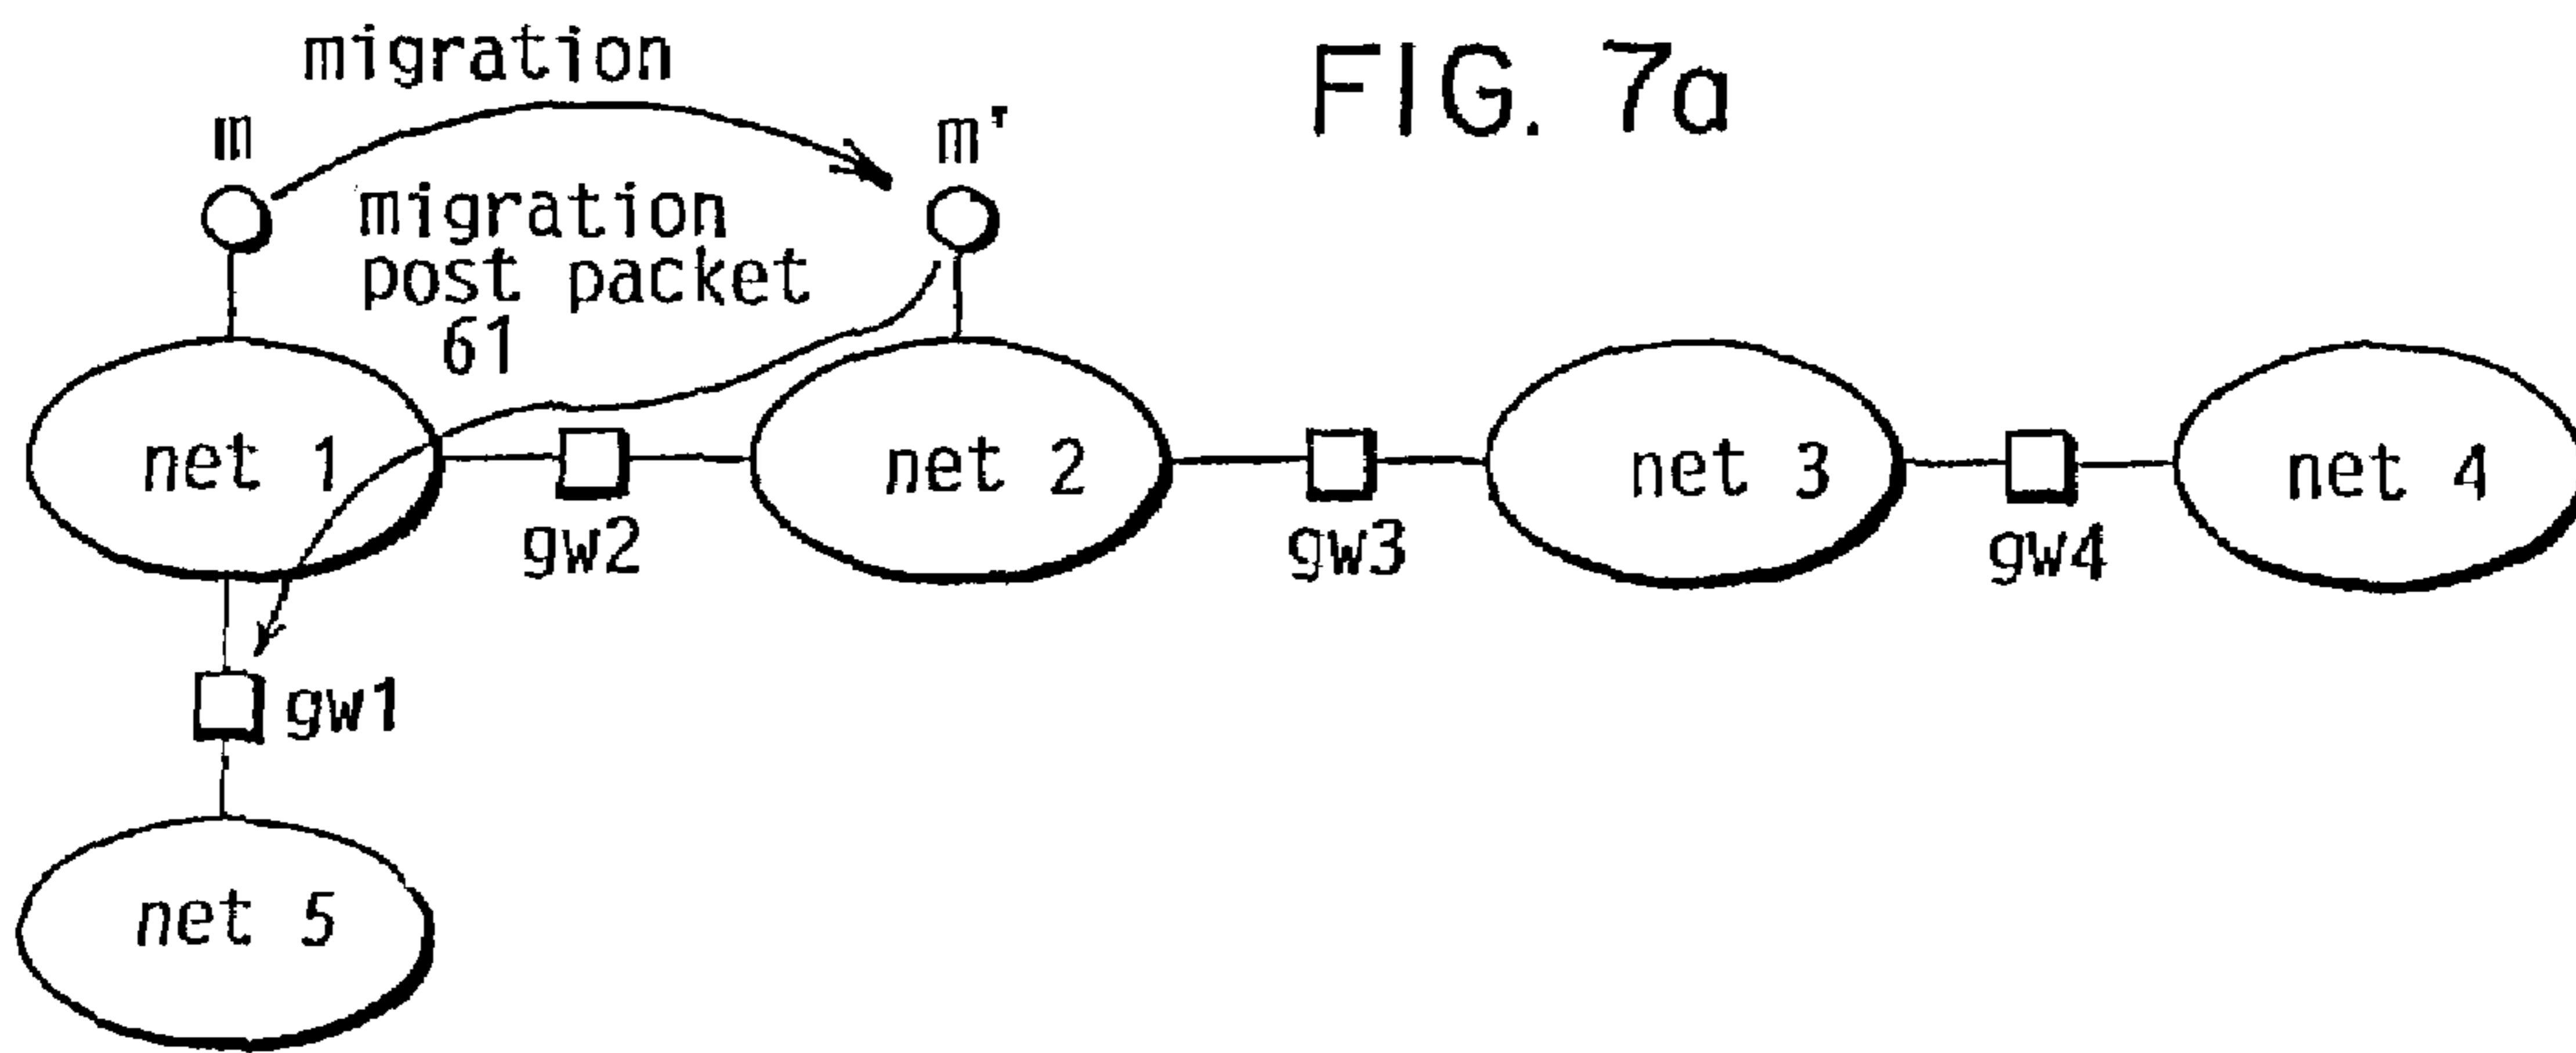 migration
FIG. 7a
m
m'
migration
post packet
61
net 1
net 2
net 3
net 4
gw2
gw3
gw4
gw1
net 5